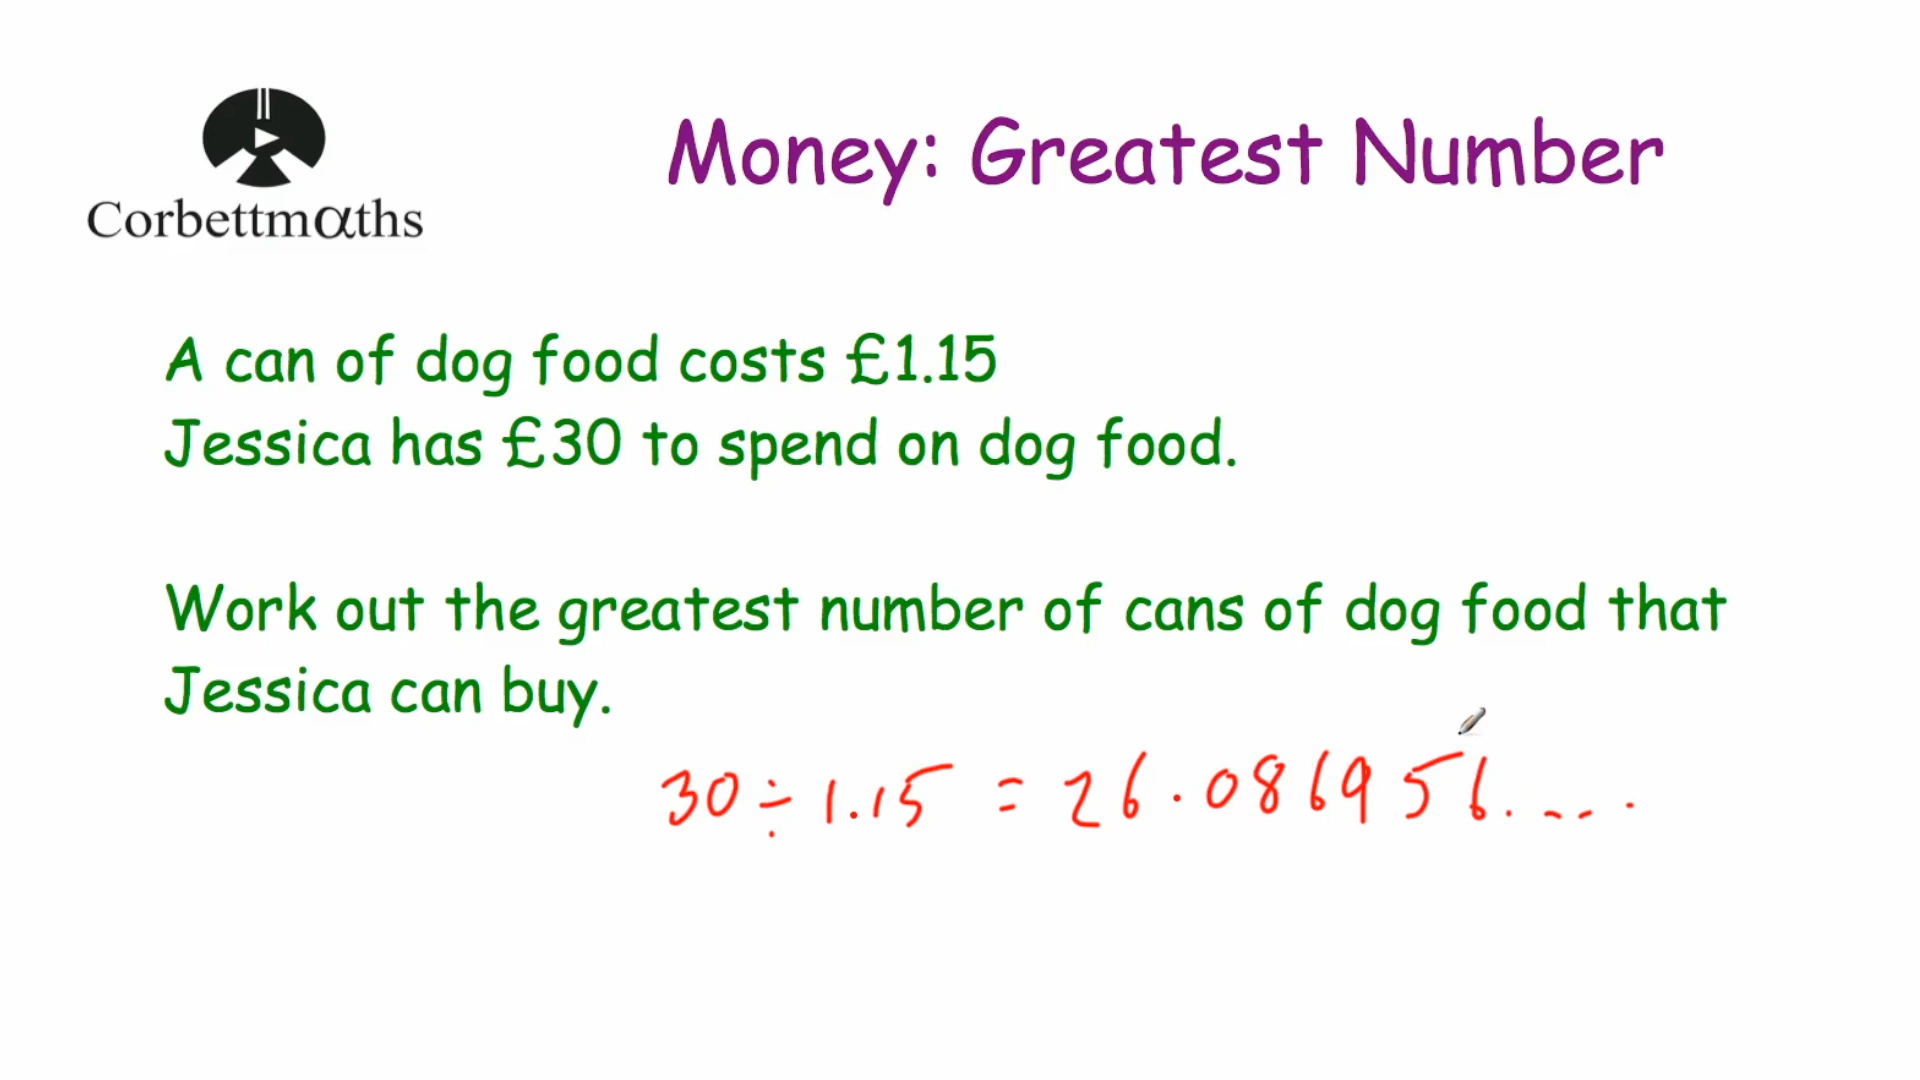 Corbettmαths
Money: Greatest Number
A can of dog food costs £1.15
Jessica has £30 to spend on dog food.
Work out the greatest number of cans of dog food that
Jessica can buy.
30 ÷ 1.15 = 26.086956.....